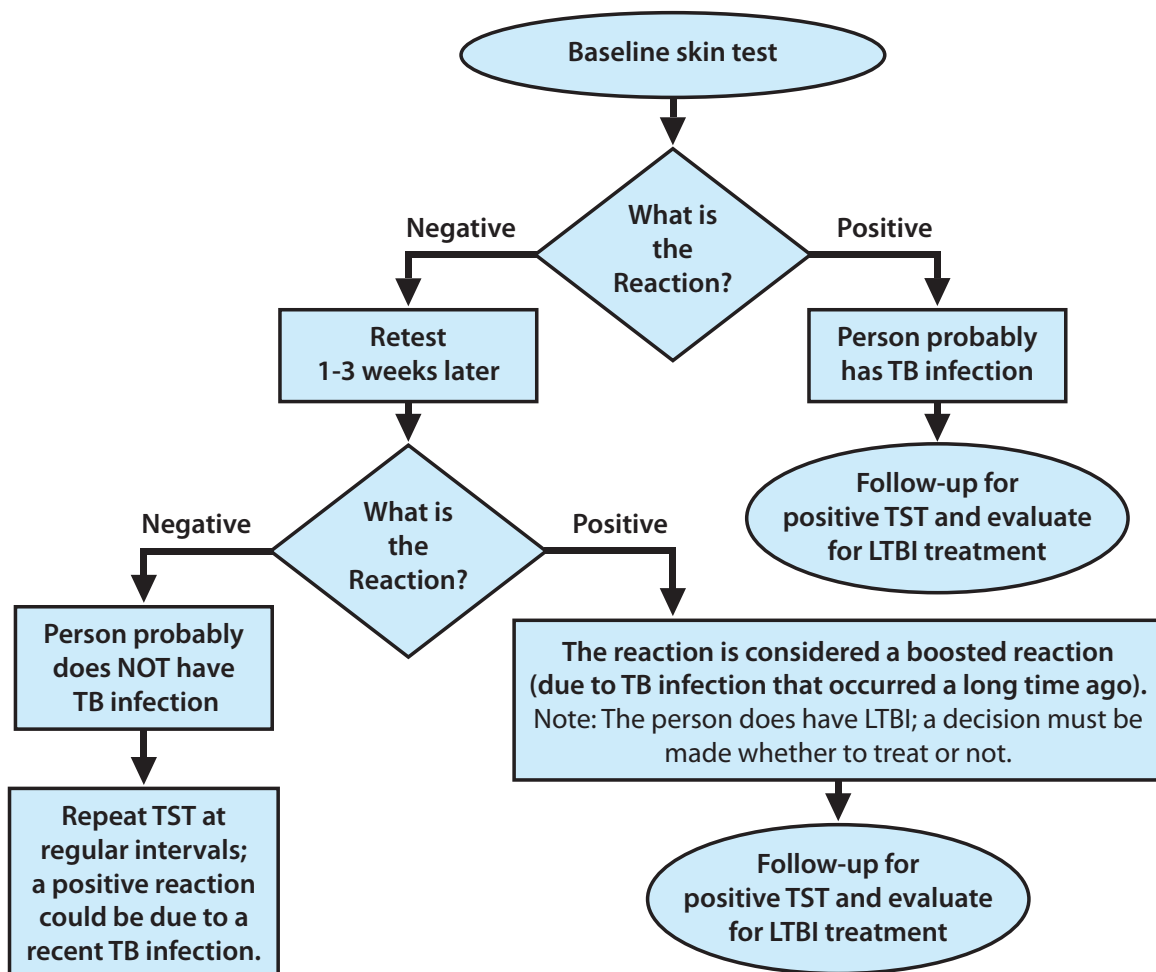 Baseline skin test
What is
the
Reaction?
Negative
Positive
Retest
1-3 weeks later
Person probably
has TB infection
Follow-up for
positive TST and evaluate
for LTBI treatment
What is
the
Reaction?
Negative
Positive
Person probably
does NOT have
TB infection
The reaction is considered a boosted reaction
(due to TB infection that occurred a long time ago).
Note: The person does have LTBI; a decision must be
made whether to treat or not.
Repeat TST at
regular intervals;
a positive reaction
could be due to a
recent TB infection.
Follow-up for
positive TST and evaluate
for LTBI treatment